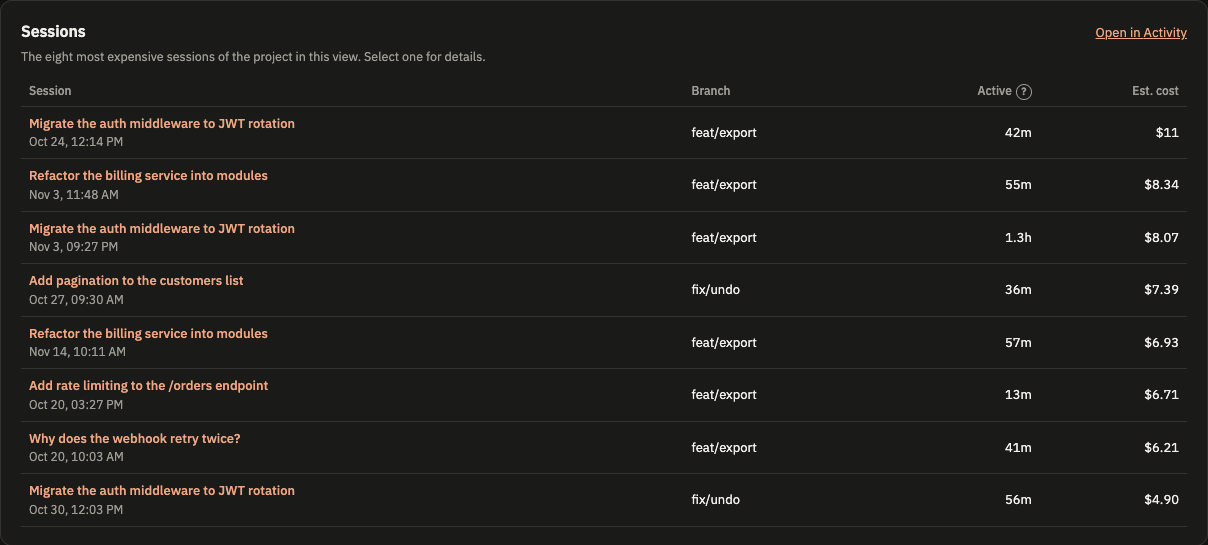 Sessions
Open in Activity
The eight most expensive sessions of the project in this view. Select one for details.
Session Branch Active ? Est. cost
Migrate the auth middleware to JWT rotation
Oct 24, 12:14 PM
feat/export 42m $11
Refactor the billing service into modules
Nov 3, 11:48 AM
feat/export 55m $8.34
Migrate the auth middleware to JWT rotation
Nov 3, 09:27 PM
feat/export 1.3h $8.07
Add pagination to the customers list
Oct 27, 09:30 AM
fix/undo 36m $7.39
Refactor the billing service into modules
Nov 14, 10:11 AM
feat/export 57m $6.93
Add rate limiting to the /orders endpoint
Oct 20, 03:27 PM
feat/export 13m $6.71
Why does the webhook retry twice?
Oct 20, 10:03 AM
feat/export 41m $6.21
Migrate the auth middleware to JWT rotation
Oct 30, 12:03 PM
fix/undo 56m $4.90